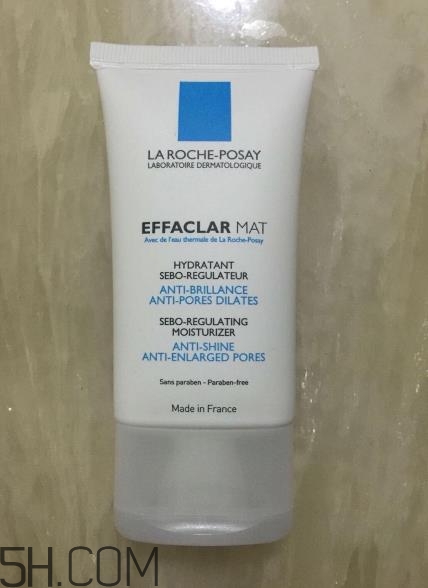 LA ROCHE-POSAY
LABORATOIRE DERMATOLOGIQUE
EFFACLAR MAT
Avec de l'eau thermale de La Roche-Posay
HYDRATANT
SEBO-REGULATEUR
ANTI-BRILLANCE
ANTI-PORES DILATES
SEBO-REGULATING
MOISTURIZER
ANTI-SHINE
ANTI-ENLARGED PORES
Sans paraben - Paraben-free
Made in France
5H.COM